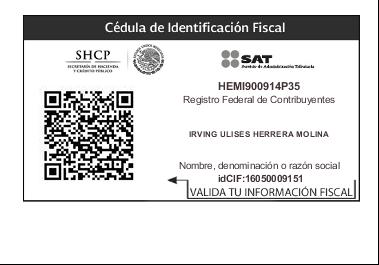 Cédula de Identificación Fiscal
SHCP
SECRETARÍA DE HACIENDA
Y CRÉDITO PÚBLICO
SAT
Servicio de Administración Tributaria
HEMI900914P35
Registro Federal de Contribuyentes
IRVING ULISES HERRERA MOLINA
Nombre, denominación o razón social
idCIF:16050009151
VALIDA TU INFORMACIÓN FISCAL